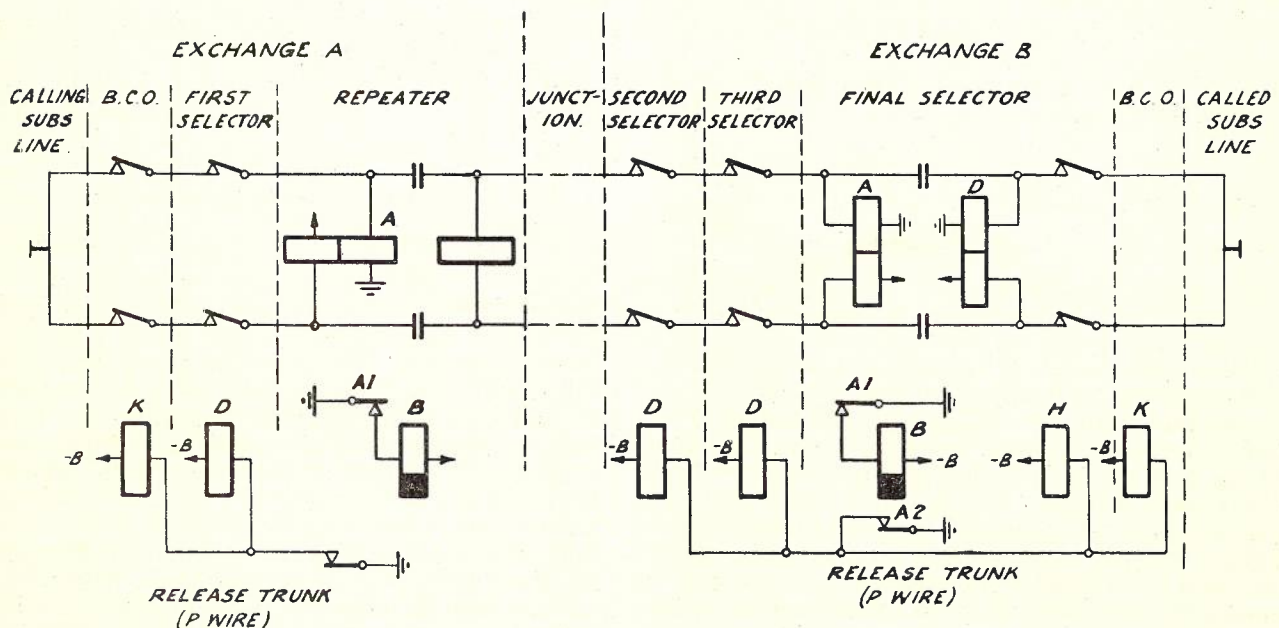 EXCHANGE A
EXCHANGE B
CALLING
SUBS
LINE.
B.C.O.
FIRST
SELECTOR
REPEATER
JUNCT-
ION.
SECOND
SELECTOR
THIRD
SELECTOR
FINAL SELECTOR
B.C.O.
CALLED
SUBS
LINE
A
A
D
K
D
A1
B
D
D
A1
B
H
K
-B
-B
-B
-B
-B
-B
-B
A2
RELEASE TRUNK
(P WIRE)
RELEASE TRUNK
(P WIRE)